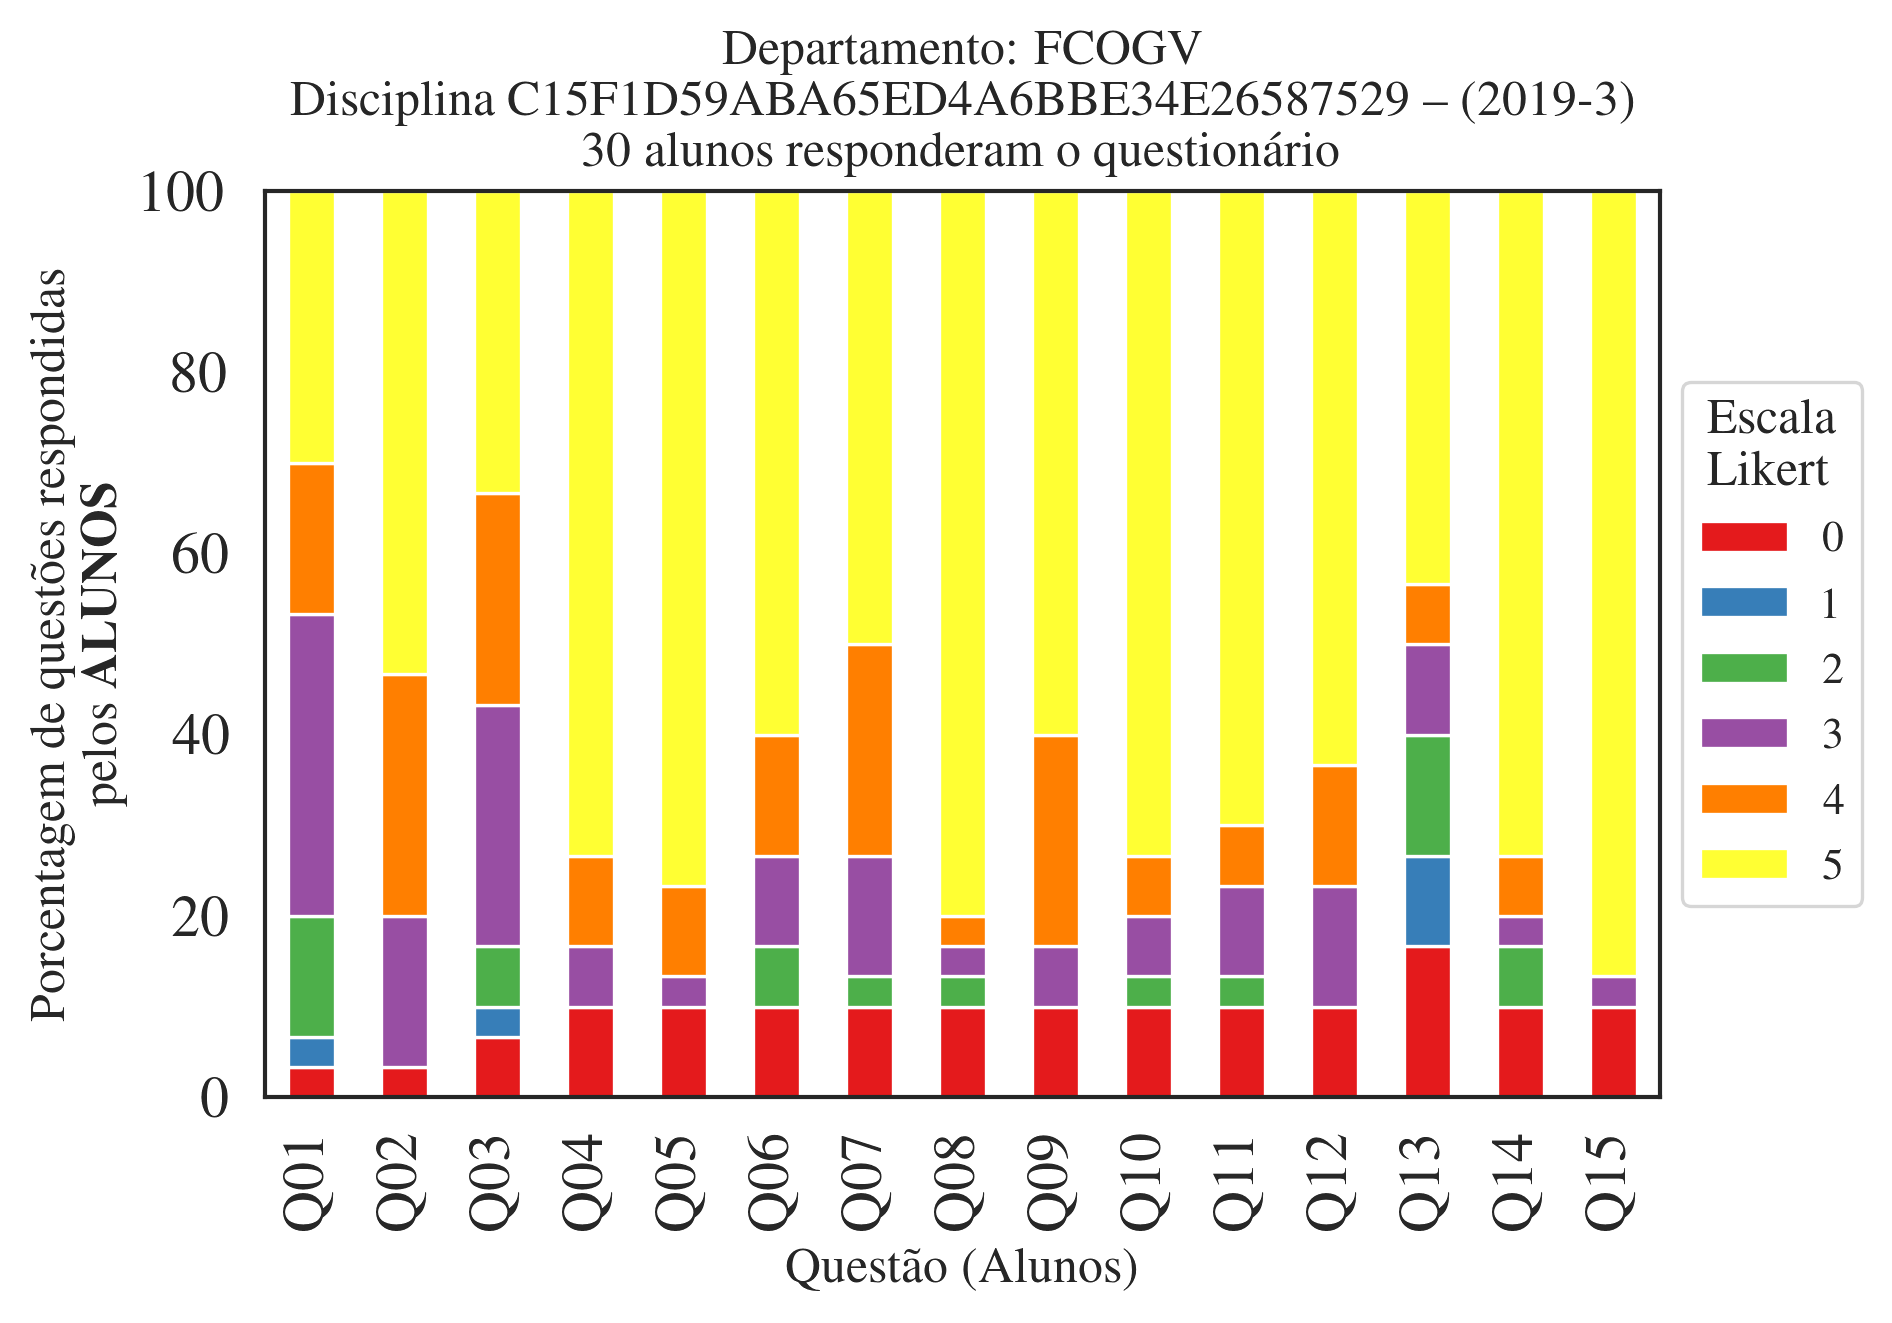 Departamento: FCOGV
Disciplina C15F1D59ABA65ED4A6BBE34E26587529 – (2019-3)
30 alunos responderam o questionário
Porcentagem de questões respondidas
pelos ALUNOS
100
80
60
40
20
0
Q01
Q02
Q03
Q04
Q05
Q06
Q07
Q08
Q09
Q10
Q11
Q12
Q13
Q14
Q15
Questão (Alunos)
Escala
Likert
0
1
2
3
4
5